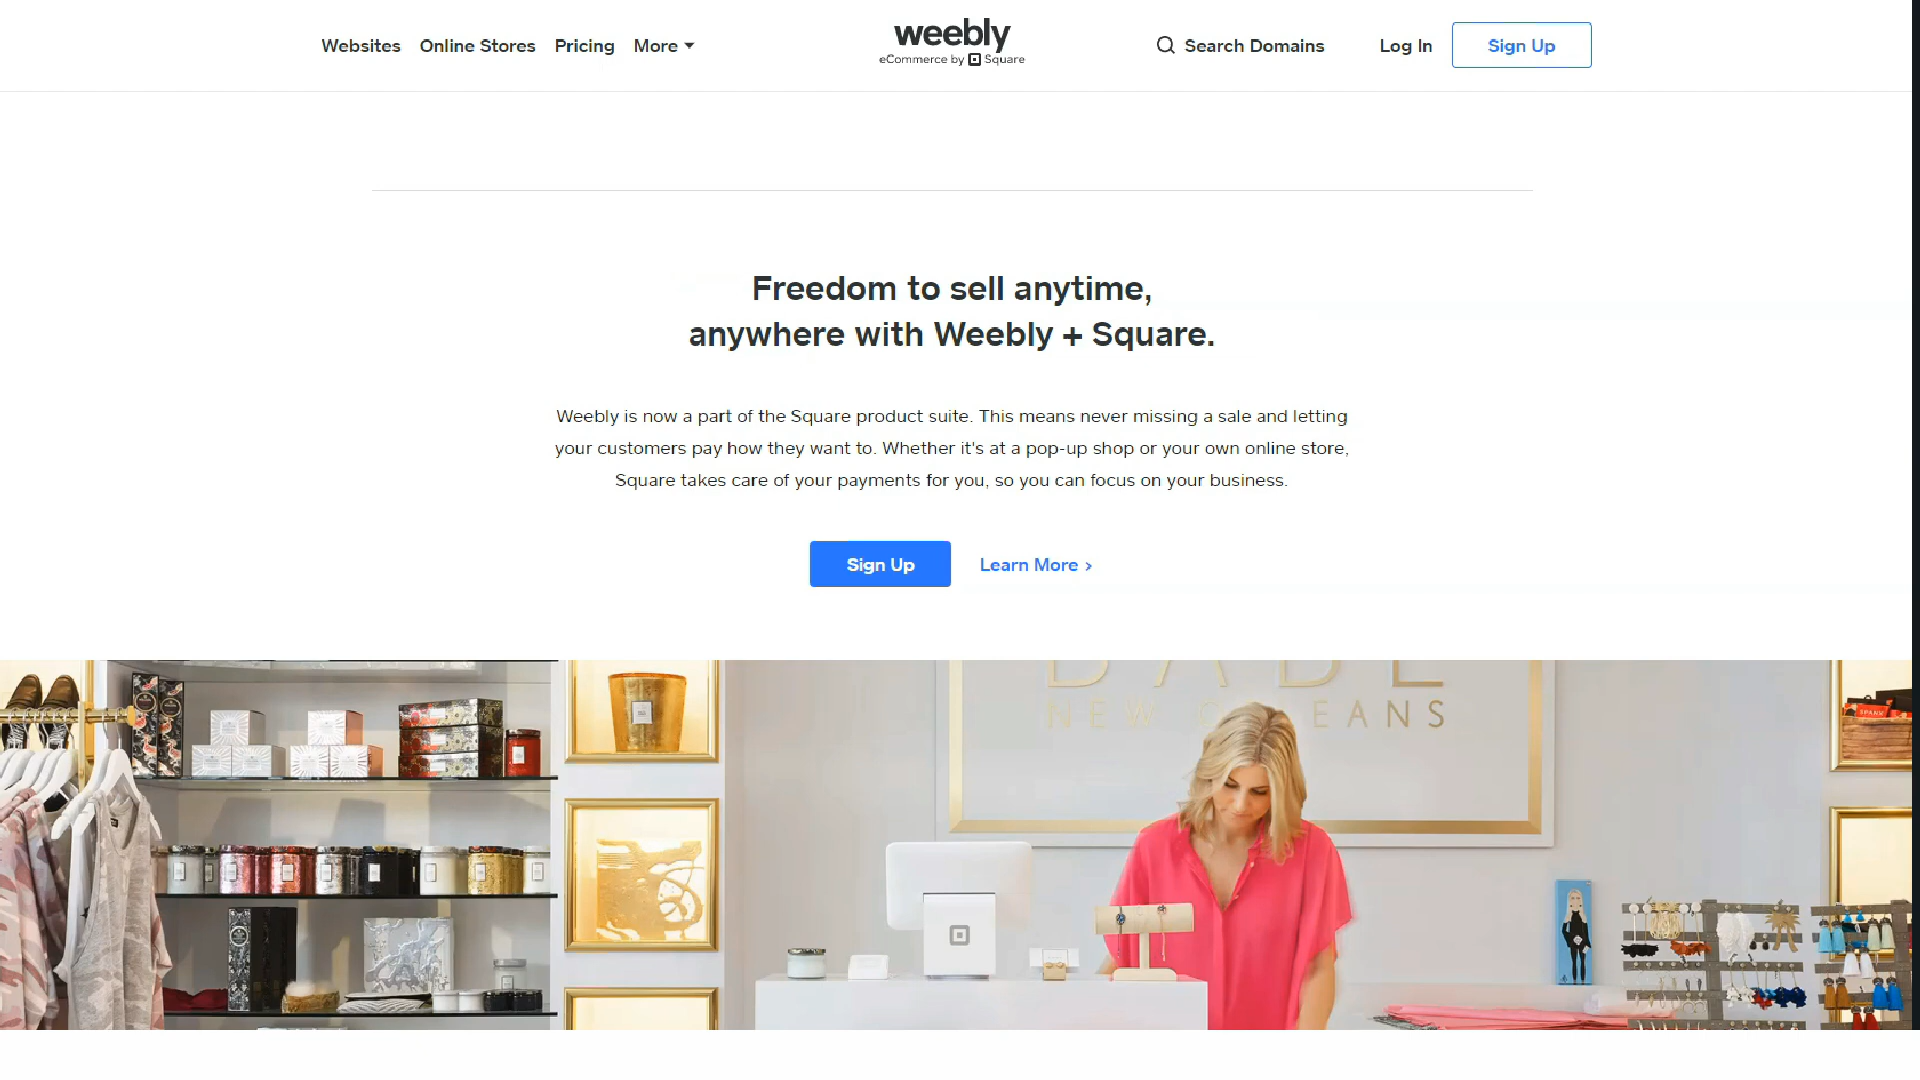 Websites Online Stores Pricing More
weebly
eCommerce by Square
Search Domains
Log In
Sign Up
Freedom to sell anytime,
anywhere with Weebly + Square.
Weebly is now a part of the Square product suite. This means never missing a sale and letting
your customers pay how they want to. Whether it's at a pop-up shop or your own online store,
Square takes care of your payments for you, so you can focus on your business.
Sign Up
Learn More >
BABE
NEW ORLEANS
SPANX